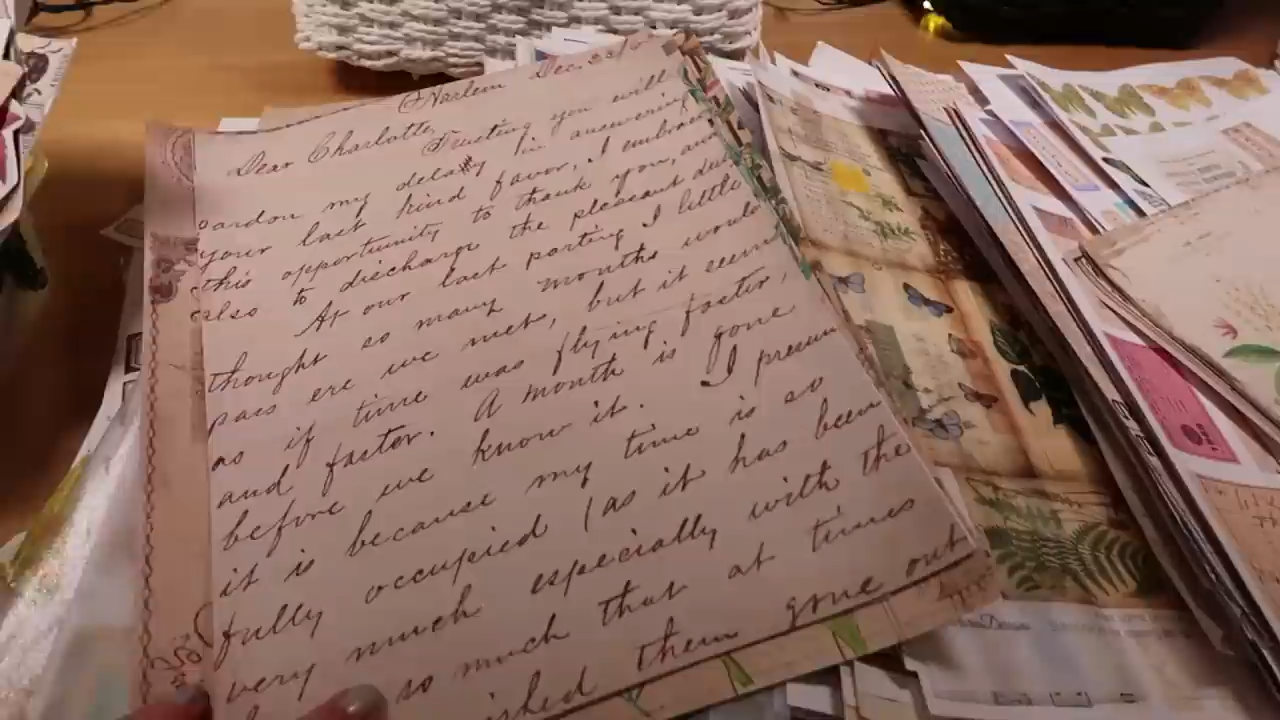 Harlem Dec.
Dear Charlotte,
Trusting you will
pardon my delay in answering
your last kind favor, I embrace
this opportunity to thank you, and
also to discharge the pleasant
At our last parting I little
thought so many months would
pass ere we met, but it seems
as if time was flying faster,
and faster. A month is gone
before we know it. I presum
it is because my time is so
fully occupied (as it has been
very much especially with the
so much that at times
ished them gone out